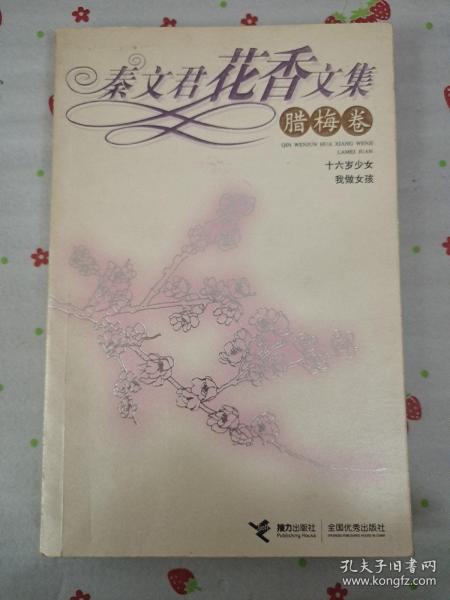 秦文君花香文集
腊梅卷
QIN WENJUN HUA XIANG WENJI
LAMEI JUAN
十六岁少女
我做女孩
接力出版社
Publishing House
全国优秀出版社
孔夫子旧书网
www.kongfz.com